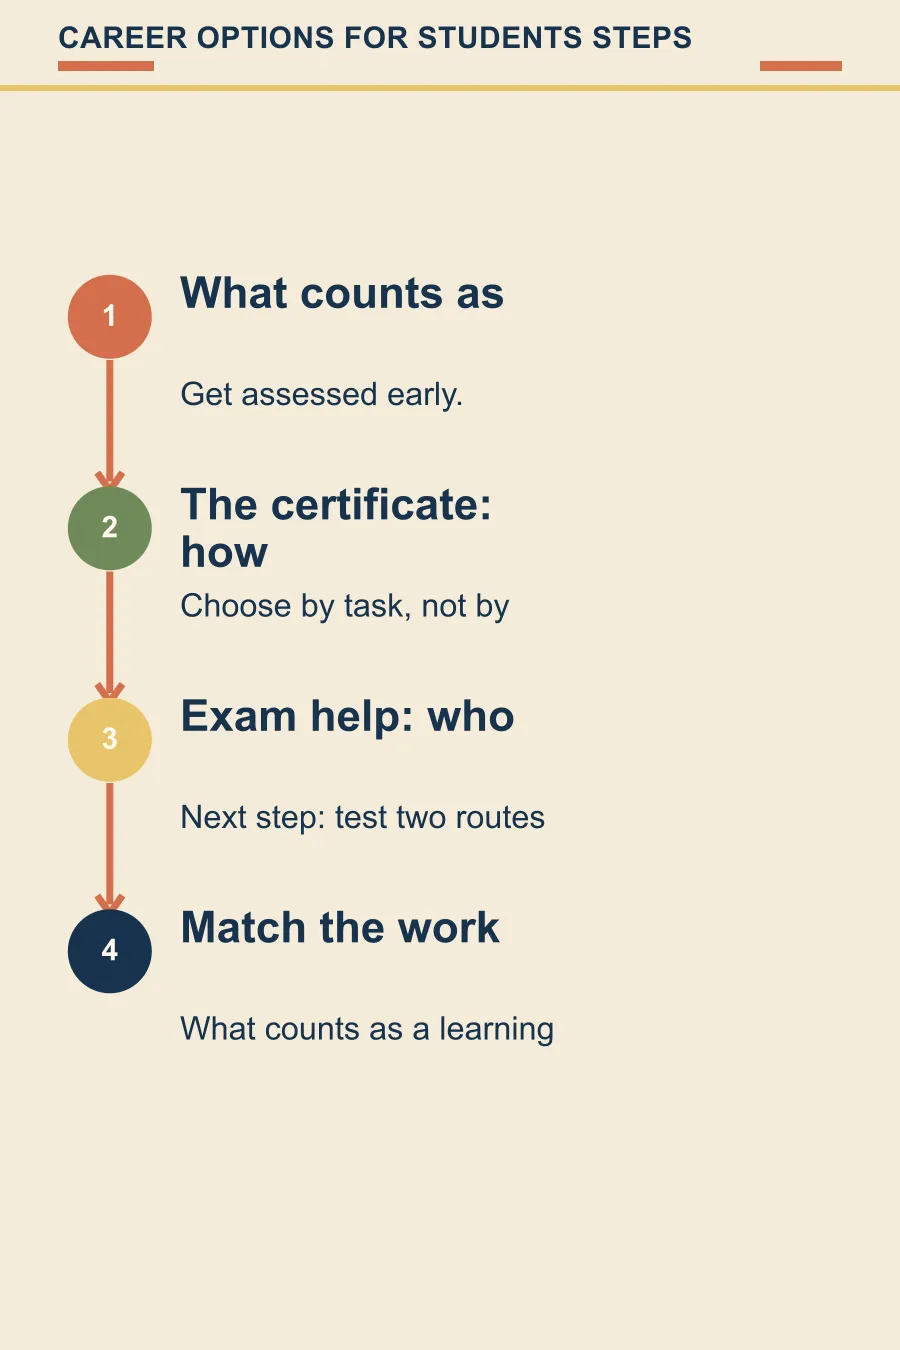 CAREER OPTIONS FOR STUDENTS STEPS
1
What counts as
Get assessed early.
2
The certificate:
how
Choose by task, not by
3
Exam help: who
Next step: test two routes
4
Match the work
What counts as a learning